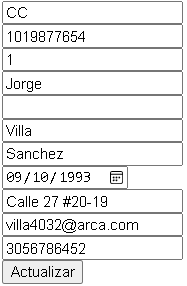 CC
1019877654
1
Jorge
Villa
Sanchez
09/10/1993
Calle 27 #20-19
villa4032@arca.com
3056786452
Actualizar